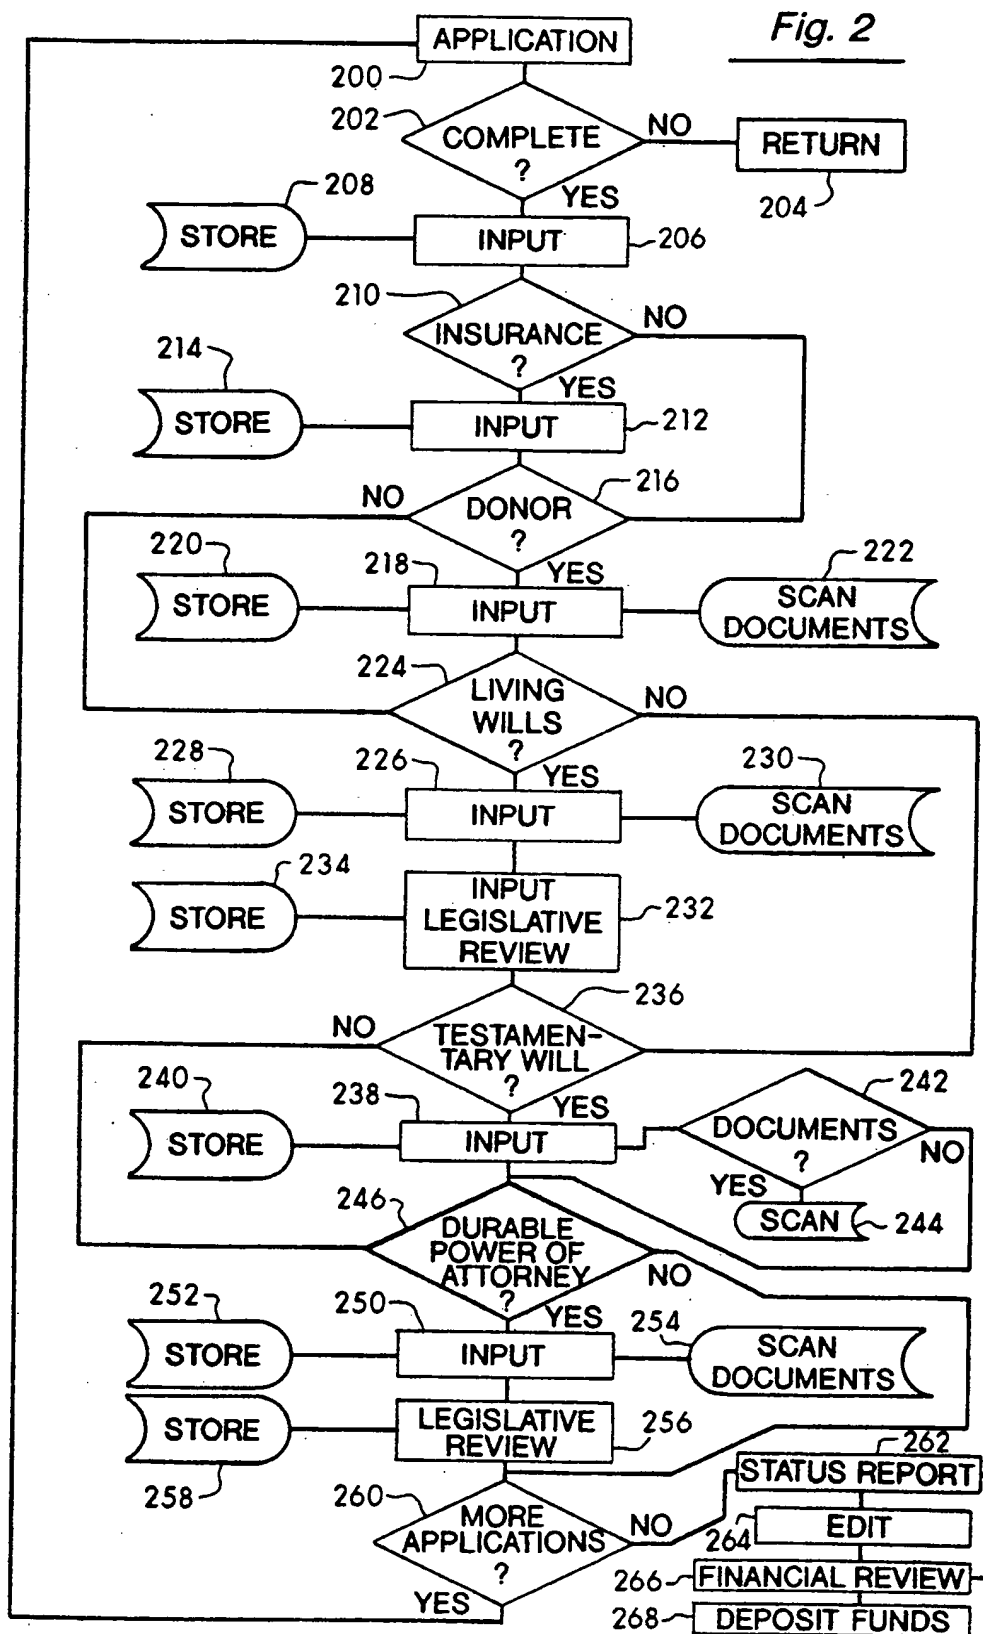 Fig. 2
APPLICATION
200
202
COMPLETE
?
NO
RETURN
204
YES
208
STORE
INPUT
206
210
INSURANCE
?
NO
214
YES
STORE
INPUT
212
NO
DONOR
?
216
220
218
YES
222
STORE
INPUT
SCAN
DOCUMENTS
224
LIVING
WILLS
?
NO
228
226
YES
230
STORE
INPUT
SCAN
DOCUMENTS
234
STORE
INPUT
LEGISLATIVE
REVIEW
232
236
NO
TESTAMEN-
TARY WILL
?
240
238
YES
242
STORE
INPUT
DOCUMENTS
?
NO
YES
SCAN
244
246
DURABLE
POWER OF
ATTORNEY
?
NO
252
250
YES
254
STORE
INPUT
SCAN
DOCUMENTS
STORE
LEGISLATIVE
REVIEW
256
258
260
MORE
APPLICATIONS
?
NO
YES
262
STATUS REPORT
264
EDIT
266
FINANCIAL REVIEW
268
DEPOSIT FUNDS